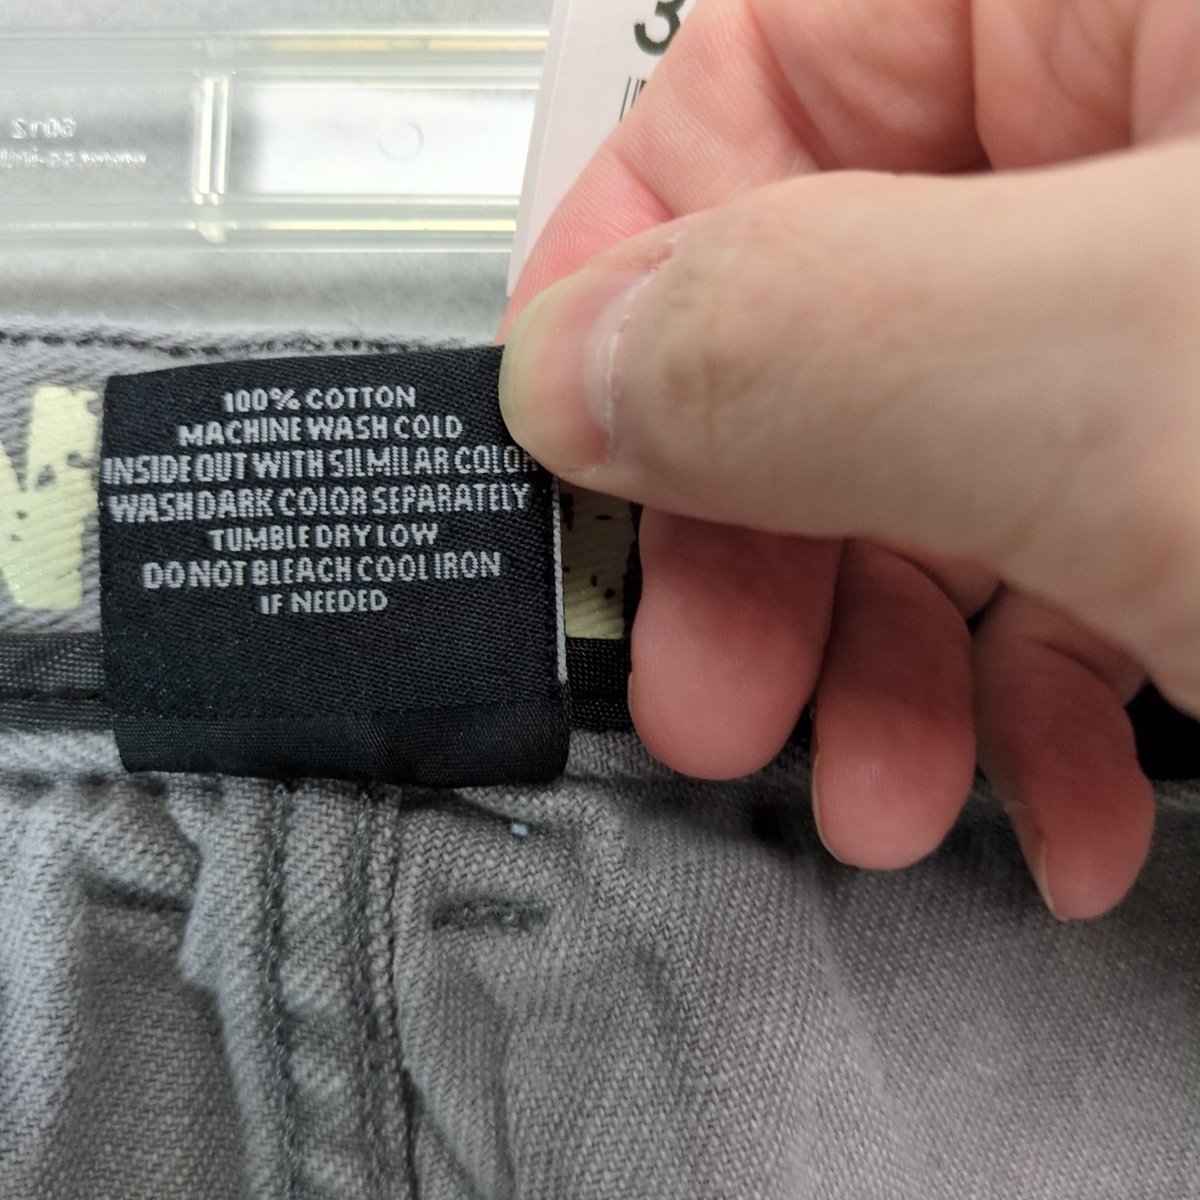 3
100% COTTON
MACHINE WASH COLD
INSIDE OUT WITH SILMILAR COLOR
WASH DARK COLOR SEPARATELY
TUMBLE DRY LOW
DO NOT BLEACH COOL IRON
IF NEEDED